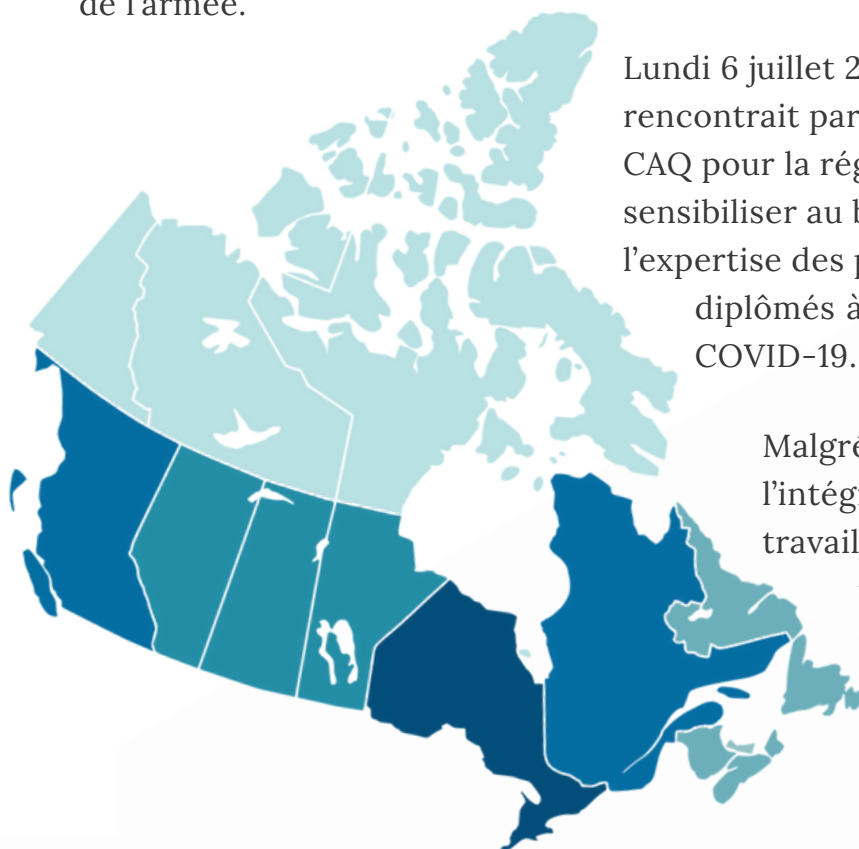 de l'armée.
Lundi 6 juillet 2
rencontrait par
CAQ pour la rég
sensibiliser au b
l'expertise des p
diplômés à
COVID-19.
Malgré
l'intég
travail